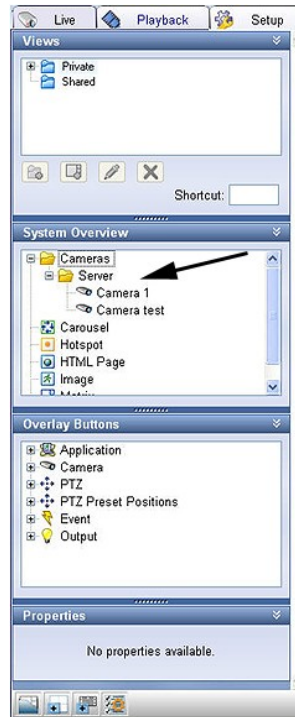 Live Playback Setup
Views
Private
Shared
Shortcut:
System Overview
Cameras
Server
Camera 1
Camera test
Carousel
Hotspot
HTML Page
Image
Matrix
Overlay Buttons
Application
Camera
PTZ
PTZ Preset Positions
Event
Output
Properties
No properties available.